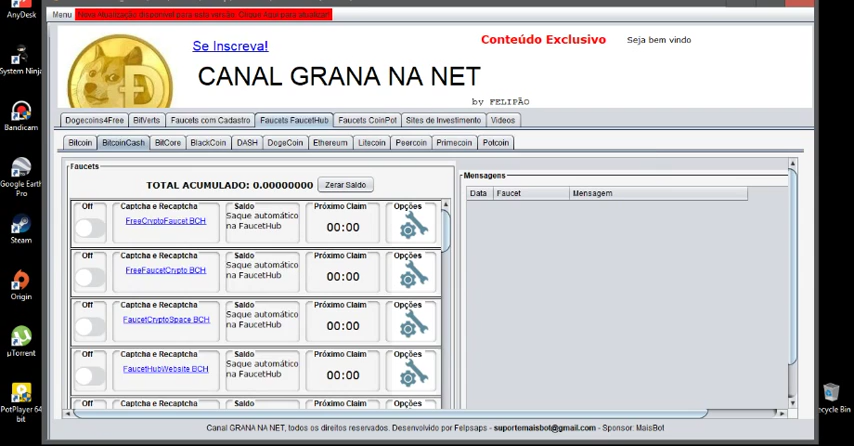 AnyDesk
System Ninja
Bandicam
Google Earth
Pro
Steam
Origin
µTorrent
PotPlayer 64
bit
Recycle Bin
Menu
Nova Atualização disponível para esta versão. Clique Aqui para atualizar!
Se Inscreva!
Conteúdo Exclusivo
Seja bem vindo
CANAL GRANA NA NET
by FELIPÃO
Dogecoins4Free BitVerts Faucets com Cadastro Faucets FaucetHub Faucets CoinPot Sites de Investimento Videos
Bitcoin BitcoinCash BitCore BlackCoin DASH DogeCoin Ethereum Litecoin Peercoin Primecoin Potcoin
Faucets
TOTAL ACUMULADO: 0.00000000 Zerar Saldo
Off Captcha e Recaptcha Saldo Próximo Claim Opções
FreeCryptoFaucet BCH Saque automático
na FaucetHub 00:00
Off Captcha e Recaptcha Saldo Próximo Claim Opções
FreeFaucetCrypto BCH Saque automático
na FaucetHub 00:00
Off Captcha e Recaptcha Saldo Próximo Claim Opções
FaucetCryptoSpace BCH Saque automático
na FaucetHub 00:00
Off Captcha e Recaptcha Saldo Próximo Claim Opções
FaucetHubWebsite BCH Saque automático
na FaucetHub 00:00
Off Captcha e Recaptcha Saldo Próximo Claim Opções
Mensagens
Data Faucet Mensagem
Canal GRANA NA NET, todos os direitos reservados. Desenvolvido por Felpsaps - suportemaisbot@gmail.com - Sponsor: MaisBot